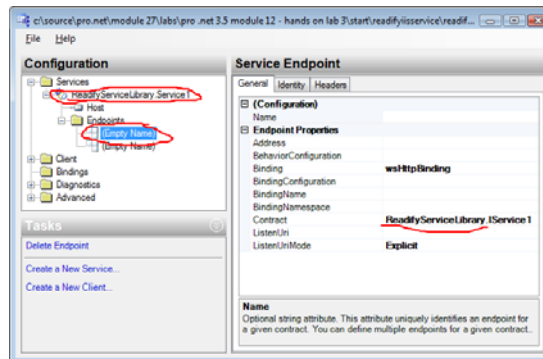 c:\source\pro.net\module 27\labs\pro .net 3.5 module 12 - hands on lab 3\start\readifyiisservice\readif...
File Help
Configuration
Services
ReadifyServiceLibrary.Service1
Host
Endpoints
(Empty Name)
(Empty Name)
Client
Bindings
Diagnostics
Advanced
Tasks
Delete Endpoint
Create a New Service...
Create a New Client...
Service Endpoint
General Identity Headers
(Configuration)
Name
Endpoint Properties
Address
BehaviorConfiguration
Binding wsHttpBinding
BindingConfiguration
BindingName
BindingNamespace
Contract ReadifyServiceLibrary.IService1
ListenUri
ListenUriMode Explicit
Name
Optional string attribute. This attribute uniquely identifies an endpoint for
a given contract. You can define multiple endpoints for a given contract..